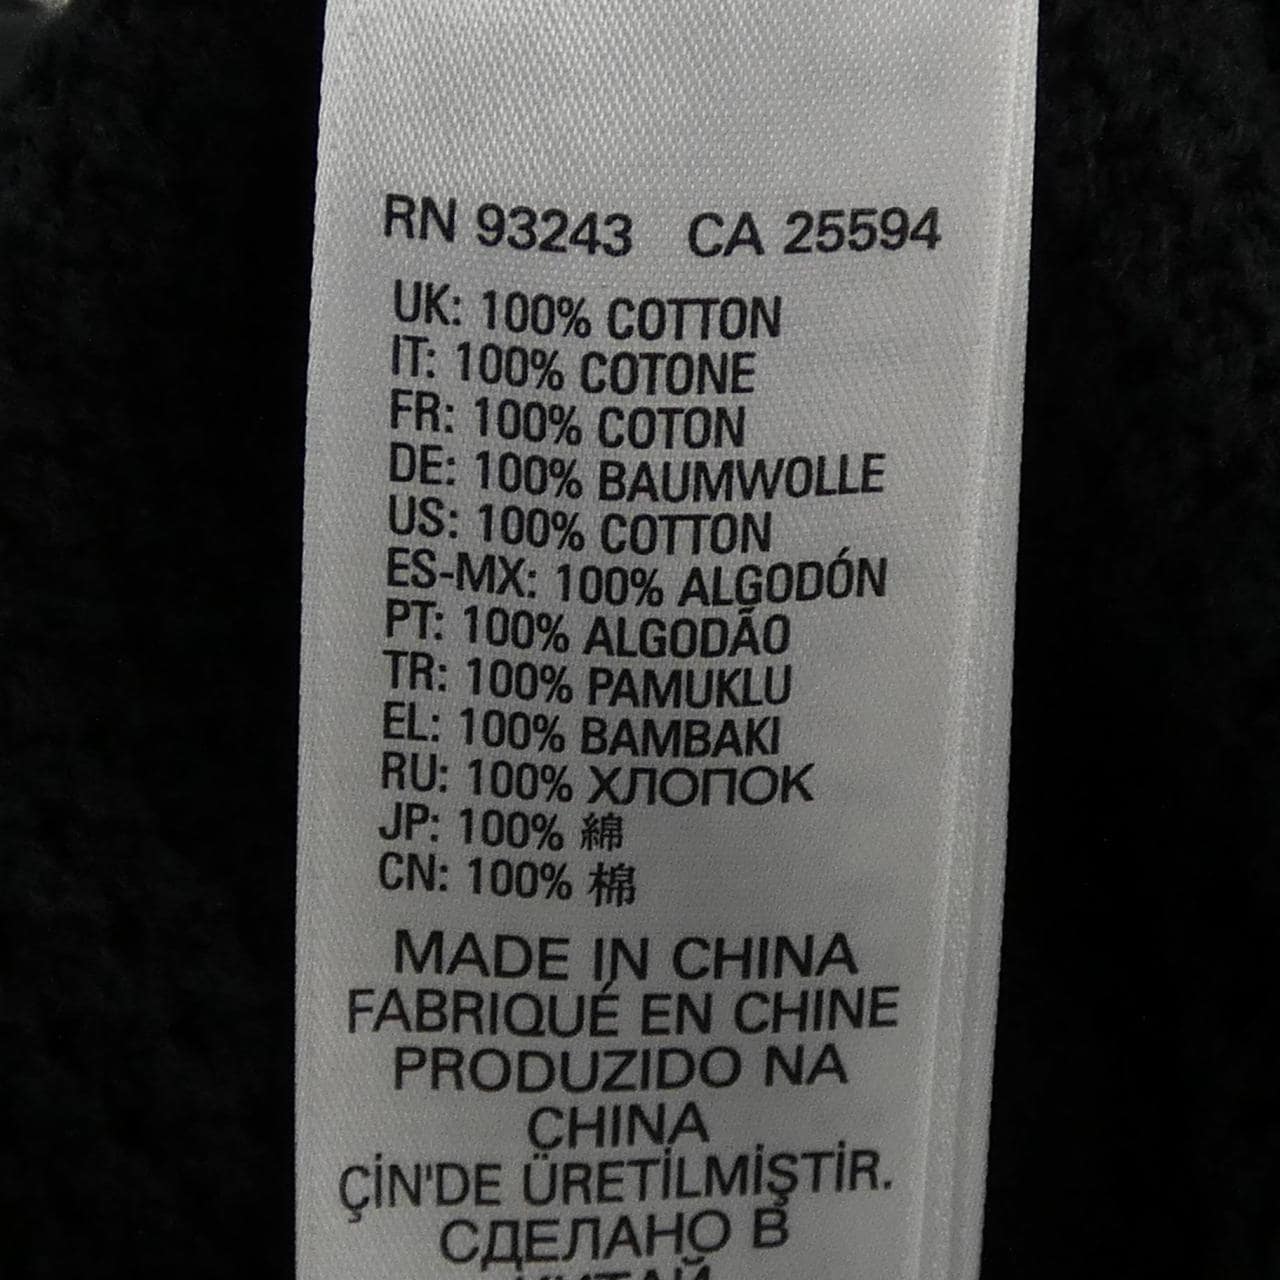 RN 93243 CA 25594
UK: 100% COTTON
IT: 100% COTONE
FR: 100% COTON
DE: 100% BAUMWOLLE
US: 100% COTTON
ES-MX: 100% ALGODÓN
PT: 100% ALGODÃO
TR: 100% PAMUKLU
EL: 100% BAMBAKI
RU: 100% ХЛОПОК
JP: 100% 綿
CN: 100% 棉
MADE IN CHINA
FABRIQUÉ EN CHINE
PRODUZIDO NA
CHINA
ÇİN'DE ÜRETİLMİŞTİR.
СДЕЛАНО В
КИТАЙ